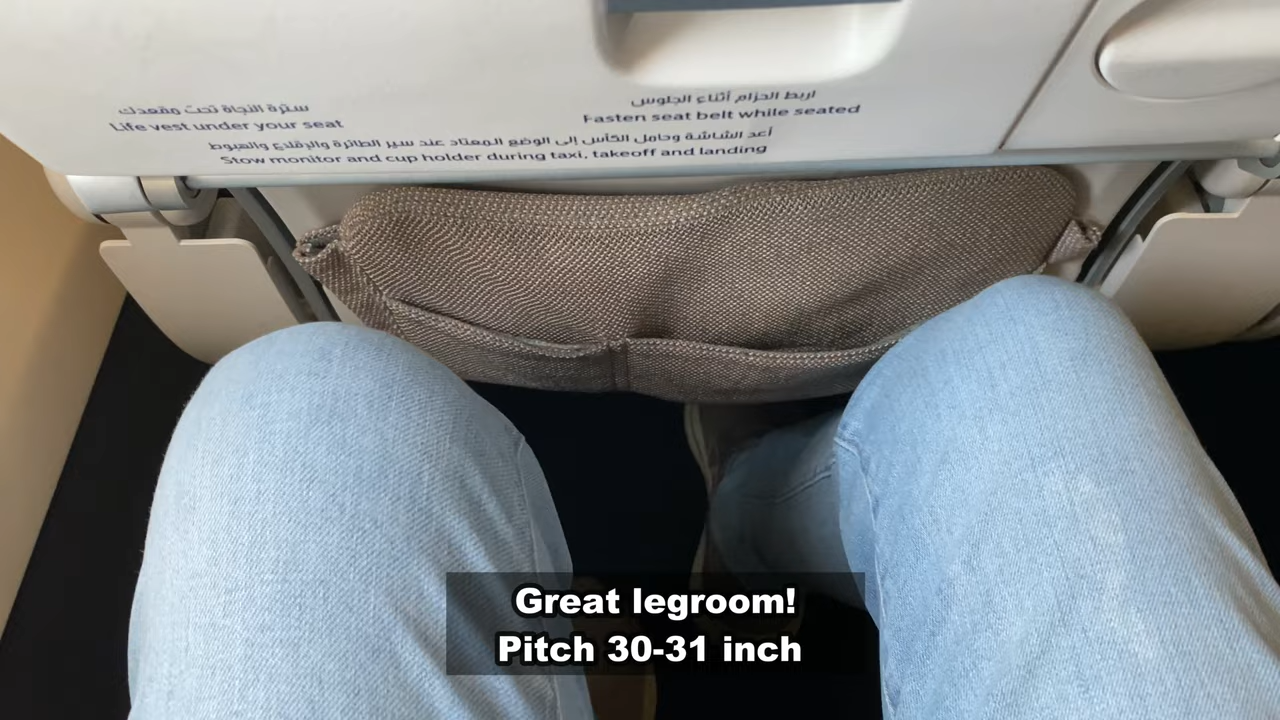 سترة النجاة تحت مقعدك
Life vest under your seat
اربط الحزام أثناء الجلوس
Fasten seat belt while seated
أعد الشاشة وحامل الكأس إلى الوضع المعتاد عند سير الطائرة والإقلاع والهبوط
Stow monitor and cup holder during taxi, takeoff and landing
Great legroom!
Pitch 30-31 inch